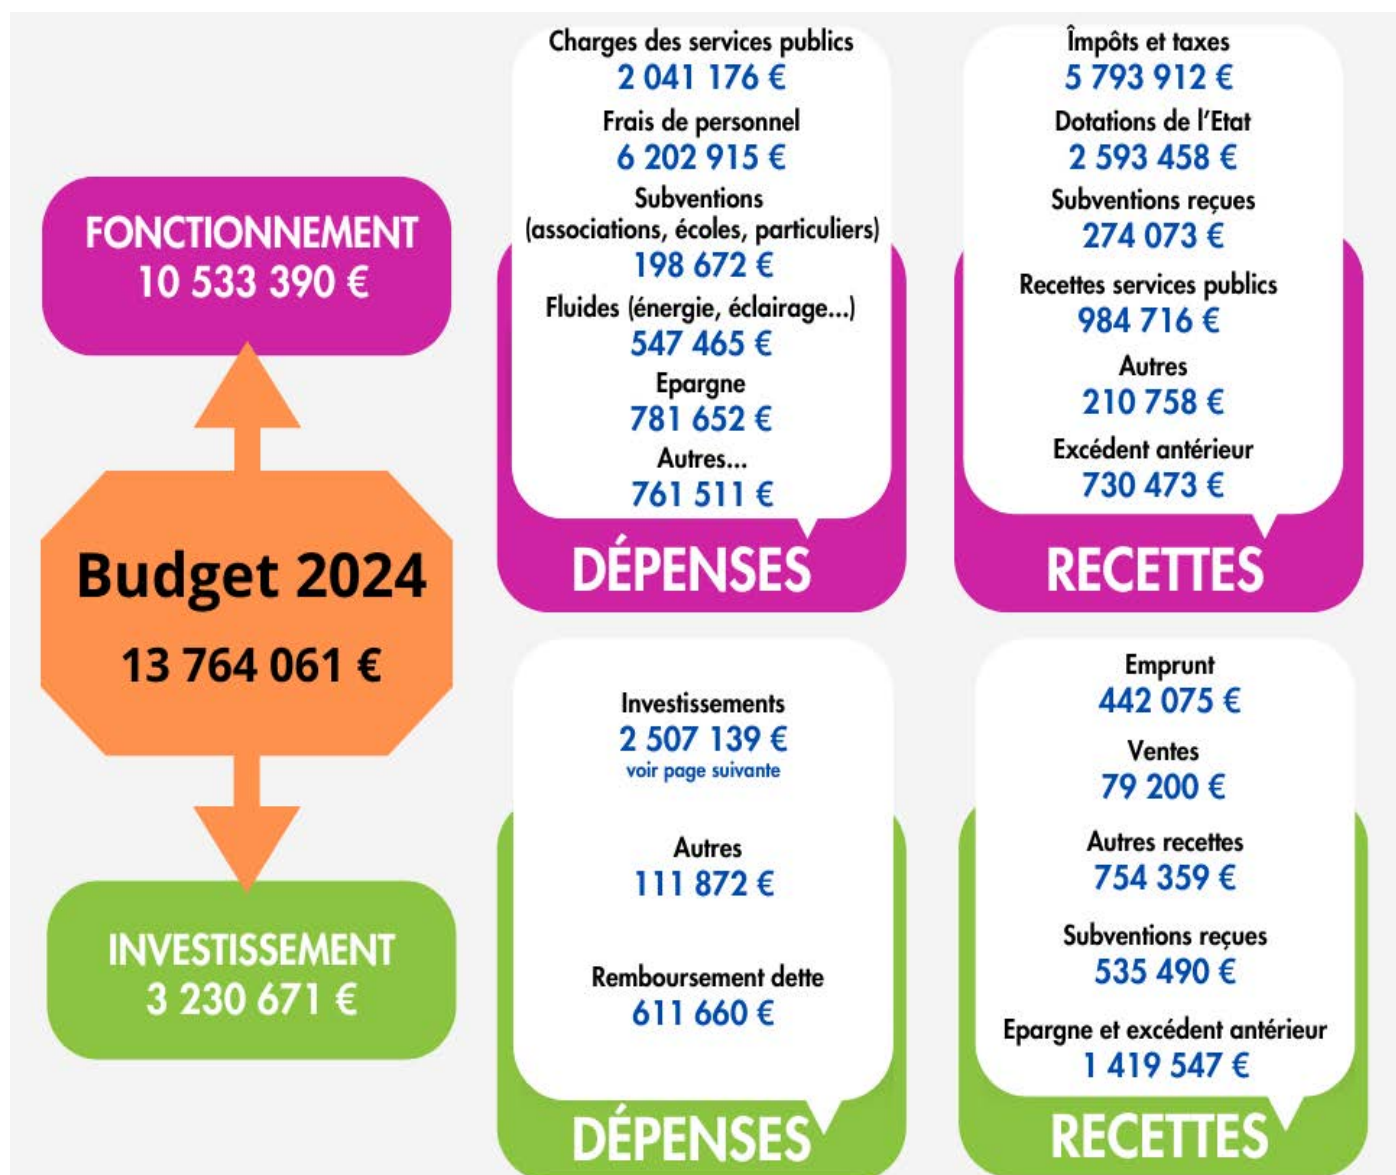 FONCTIONNEMENT
10 533 390 €
Budget 2024
13 764 061 €
INVESTISSEMENT
3 230 671 €
Charges des services publics
2 041 176 €
Frais de personnel
6 202 915 €
Subventions
(associations, écoles, particuliers)
198 672 €
Fluides (énergie, éclairage...)
547 465 €
Epargne
781 652 €
Autres...
761 511 €
DÉPENSES
Împôts et taxes
5 793 912 €
Dotations de l'Etat
2 593 458 €
Subventions reçues
274 073 €
Recettes services publics
984 716 €
Autres
210 758 €
Excédent antérieur
730 473 €
RECETTES
Investissements
2 507 139 €
voir page suivante
Autres
111 872 €
Remboursement dette
611 660 €
DÉPENSES
Emprunt
442 075 €
Ventes
79 200 €
Autres recettes
754 359 €
Subventions reçues
535 490 €
Epargne et excédent antérieur
1 419 547 €
RECETTES